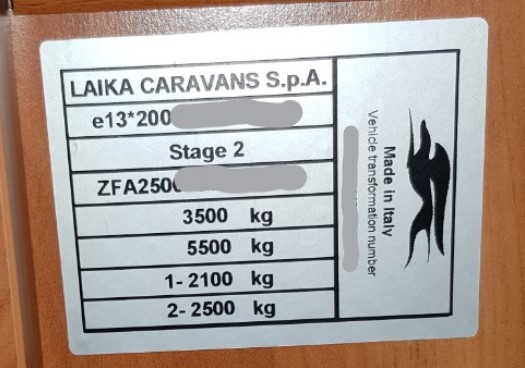 LAIKA CARAVANS S.p.A.
e13*200
Stage 2
ZFA250
3500 kg
5500 kg
1- 2100 kg
2- 2500 kg
Made in Italy
Vehicle transformation number